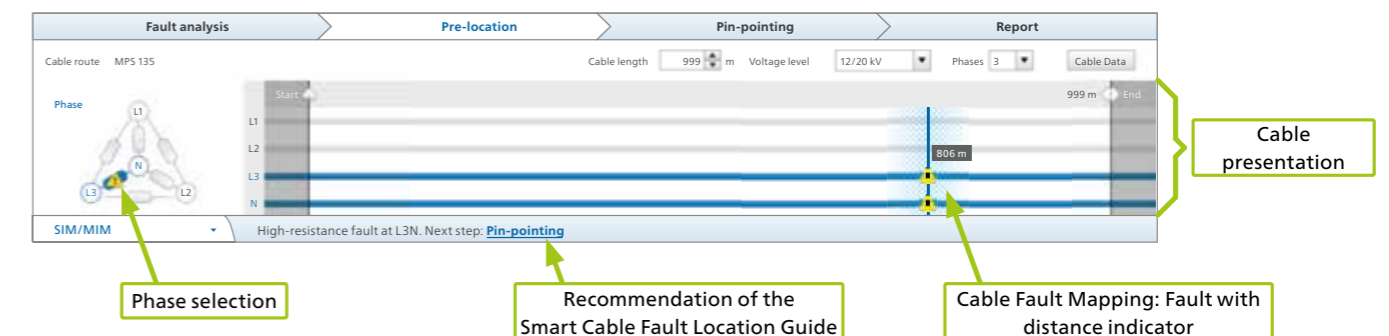 Fault analysis Pre-location Pin-pointing Report
Cable route MPS 135 Cable length 999 m Voltage level 12/20 kV Phases 3 Cable Data
Start 999 m End
Phase
L1
L1
L2
806 m
N
L3
L3
L2
N
SIM/MIM High-resistance fault at L3N. Next step: Pin-pointing
Cable
presentation
Phase selection
Recommendation of the
Smart Cable Fault Location Guide
Cable Fault Mapping: Fault with
distance indicator